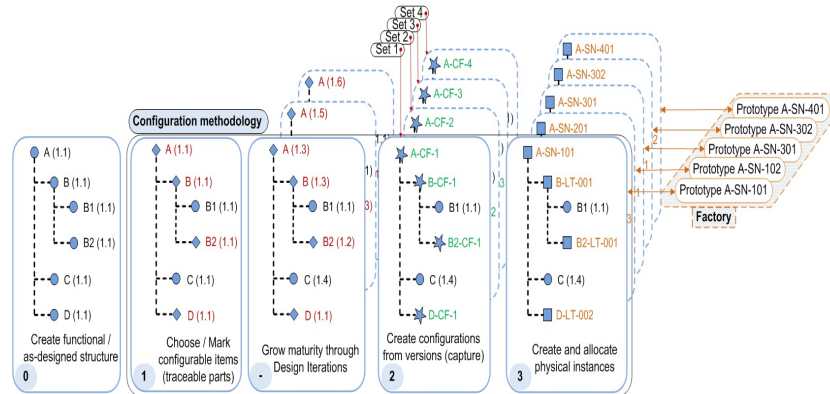 Set 4
Set 3
Set 2
Set 1
A-CF-4
A-CF-3
A-CF-2
A (1.6)
A (1.5)
A-SN-401
A-SN-302
A-SN-301
A-SN-201
Configuration methodology
A (1.1)
B (1.1)
B1 (1.1)
B2 (1.1)
C (1.1)
D (1.1)
Create functional /
as-designed structure
0
A (1.1)
B (1.1)
B1 (1.1)
B2 (1.1)
C (1.1)
D (1.1)
Choose / Mark
configurable items
(traceable parts)
1
A (1.3)
B (1.3)
B1 (1.1)
B2 (1.2)
C (1.4)
D (1.1)
Grow maturity through
Design Iterations
-
A-CF-1
B-CF-1
B1 (1.1)
B2-CF-1
C (1.4)
D-CF-1
Create configurations
from versions (capture)
2
A-SN-101
B-LT-001
B1 (1.1)
B2-LT-001
C (1.4)
D-LT-002
Create and allocate
physical instances
3
Prototype A-SN-401
Prototype A-SN-302
Prototype A-SN-301
Prototype A-SN-102
Prototype A-SN-101
Factory